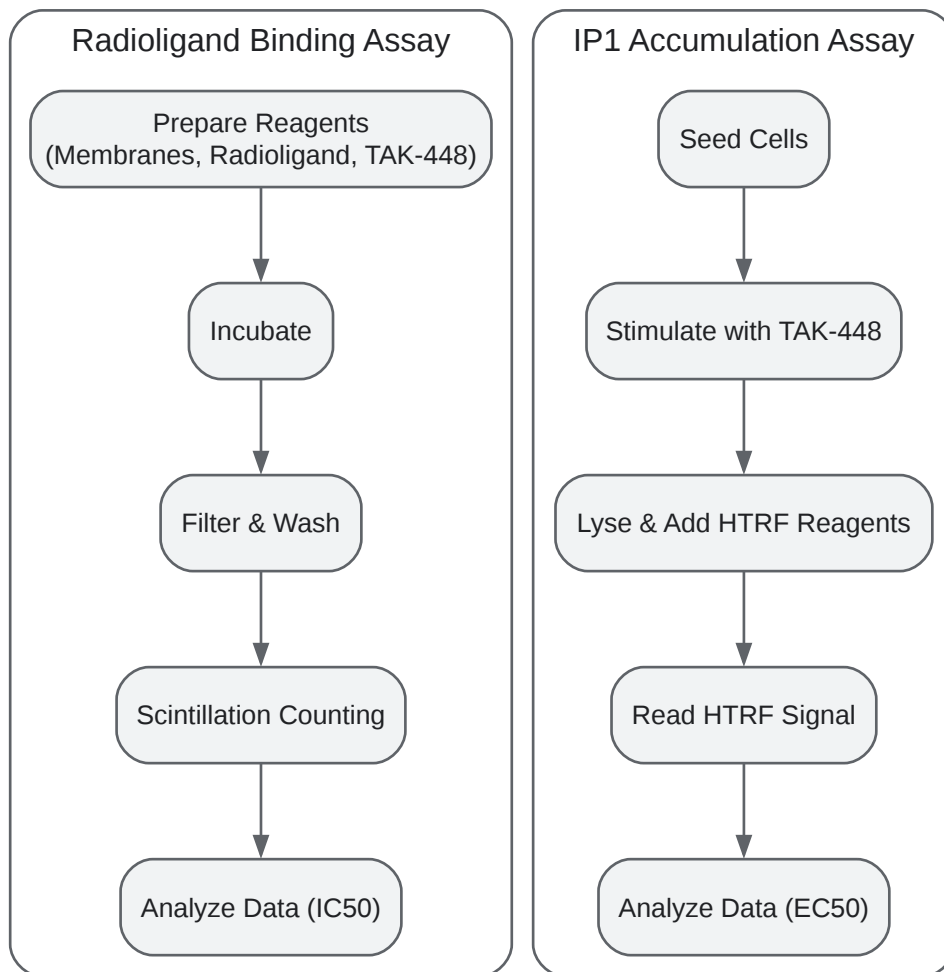 Radioligand Binding Assay
Prepare Reagents
(Membranes, Radioligand, TAK-448)
Incubate
Filter & Wash
Scintillation Counting
Analyze Data (IC50)
IP1 Accumulation Assay
Seed Cells
Stimulate with TAK-448
Lyse & Add HTRF Reagents
Read HTRF Signal
Analyze Data (EC50)